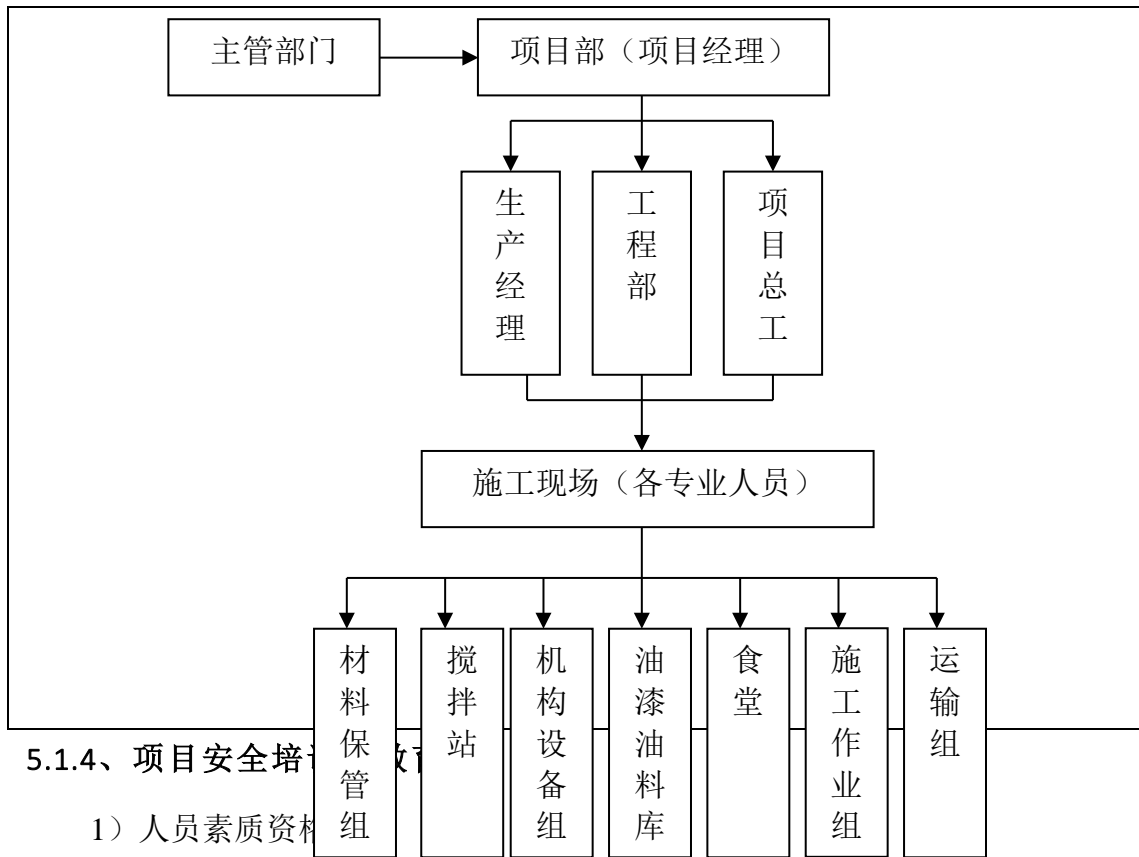 主管部门
项目部（项目经理）
生产经理
工程部
项目总工
施工现场（各专业人员）
材料保管组
搅拌站
机构设备组
油漆油料库
食堂
施工作业组
运输组
5.1.4、项目安全培
1）人员素质资格